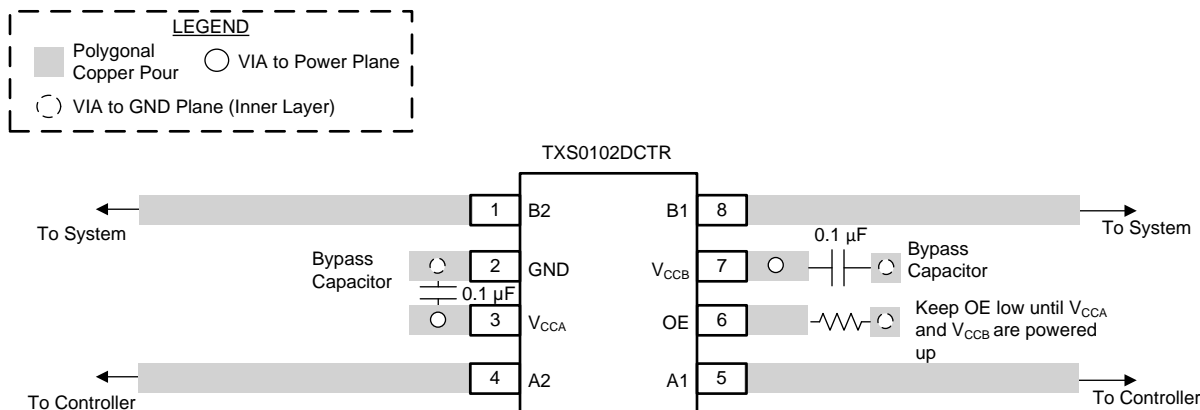 LEGEND
Polygonal
Copper Pour
VIA to Power Plane
VIA to GND Plane (Inner Layer)
TXS0102DCTR
1 B2
B1 8
To System
To System
Bypass
Capacitor
2 GND
0.1 µF
3 VCCA
VCCB 7
0.1 µF
Bypass
Capacitor
OE 6
Keep OE low until VCCA
and VCCB are powered
up
4 A2
A1 5
To Controller
To Controller